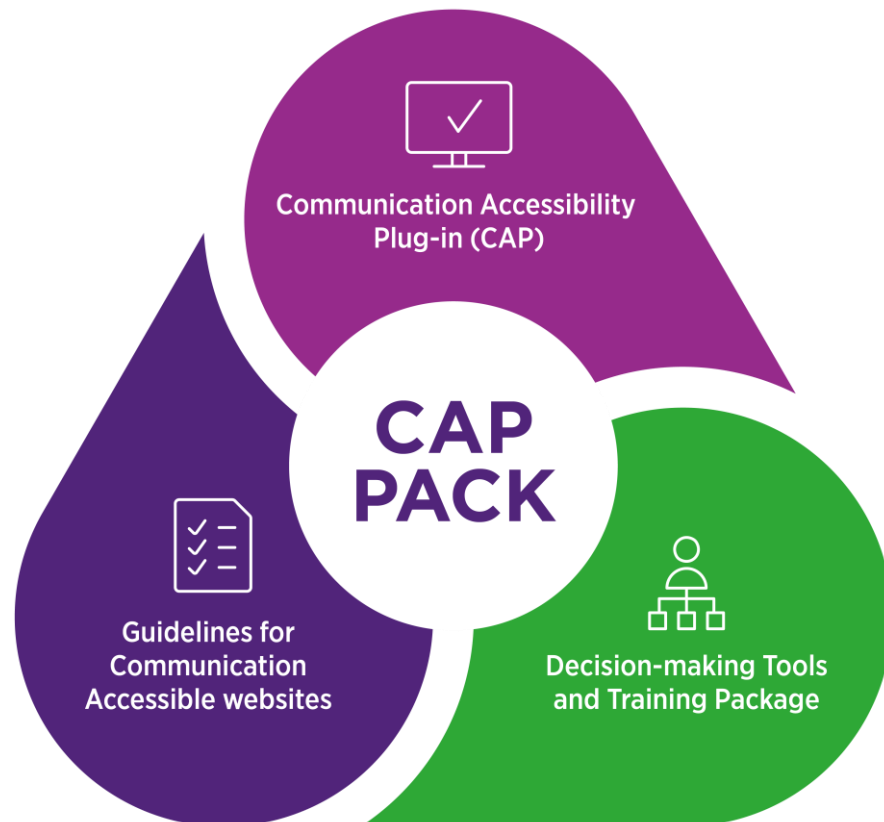 Communication Accessibility
Plug-in (CAP)
CAP
PACK
Guidelines for
Communication
Accessible websites
Decision-making Tools
and Training Package